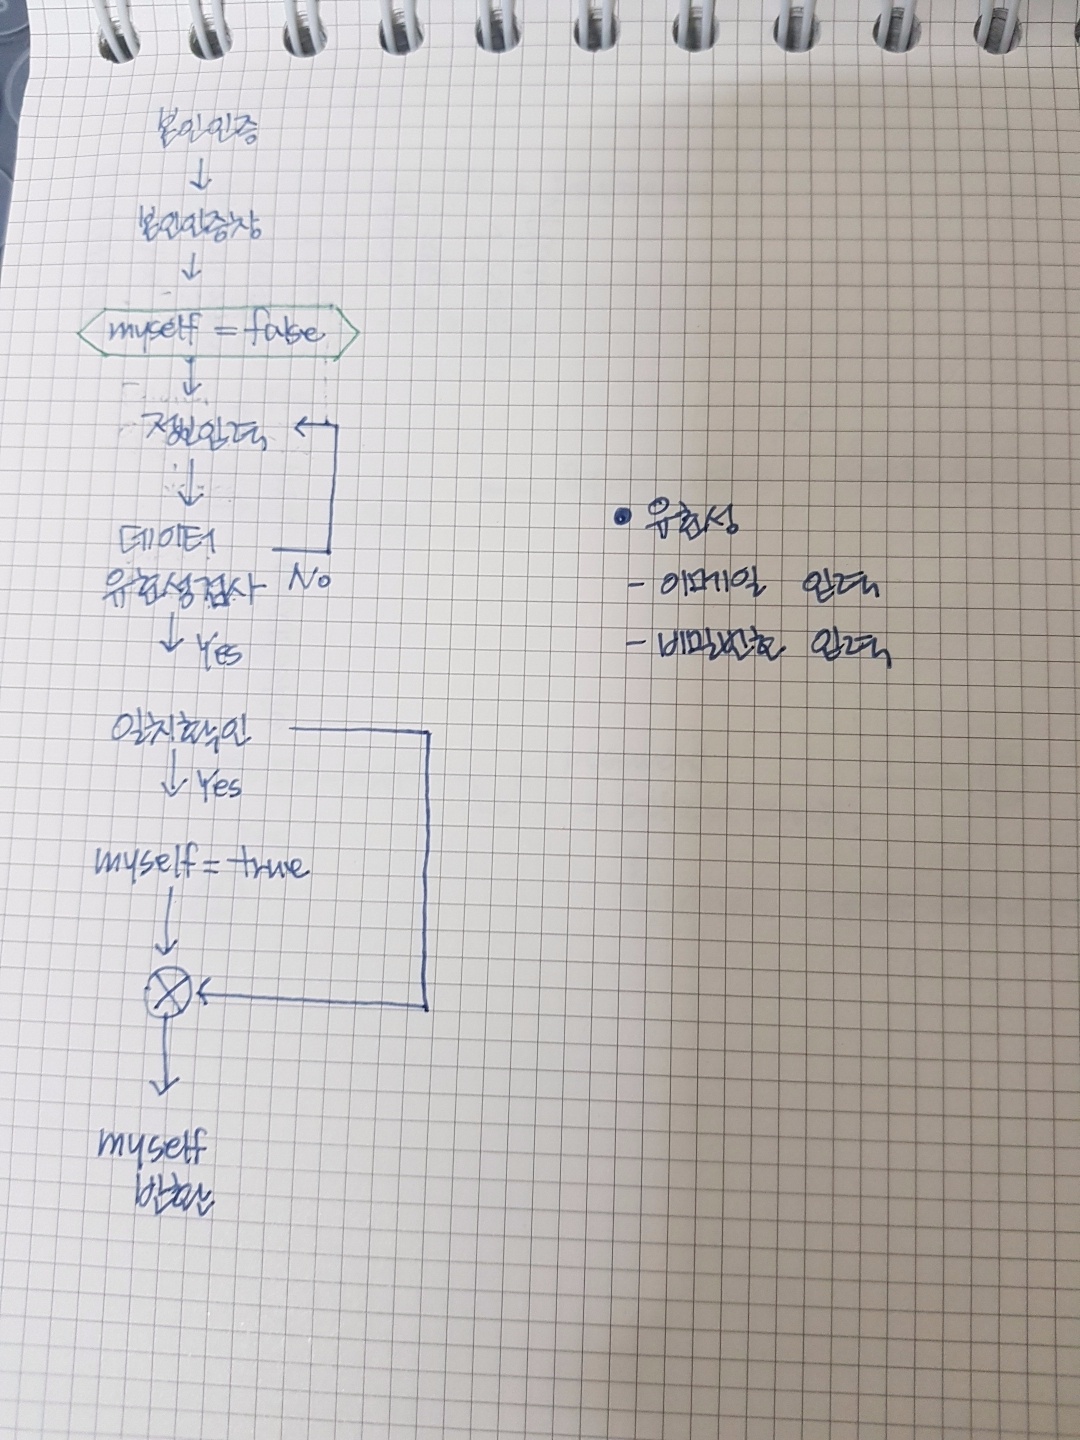 본인인증
본인인증창
myself = false
정보입력
데이터
유효성검사 No
Yes
일치확인
Yes
myself = true
myself
반환
• 유효성
- 이메일 입력
- 비밀번호 입력